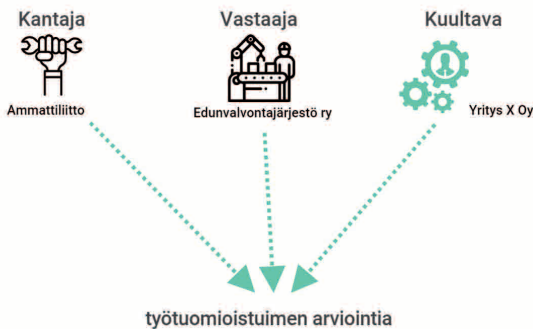 Kantaja
Vastaaja
Kuultava
Ammattiliitto
Edunvalvontajärjestö ry
Yritys X Oy
työtuomioistuimen arviointia